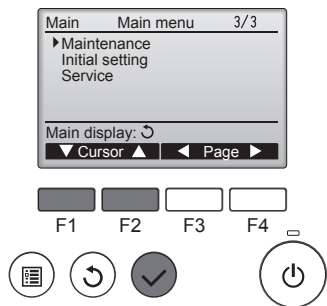 Main Main menu 3/3
Maintenance
Initial setting
Service
Main display:
Cursor Page
F1 F2 F3 F4